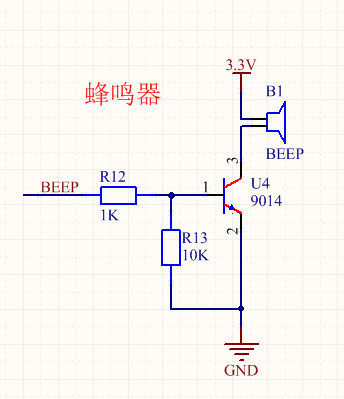 3.3V
B1
蜂鸣器
BEEP
3
BEEP
R12
1
U4
1K
9014
2
R13
10K
GND